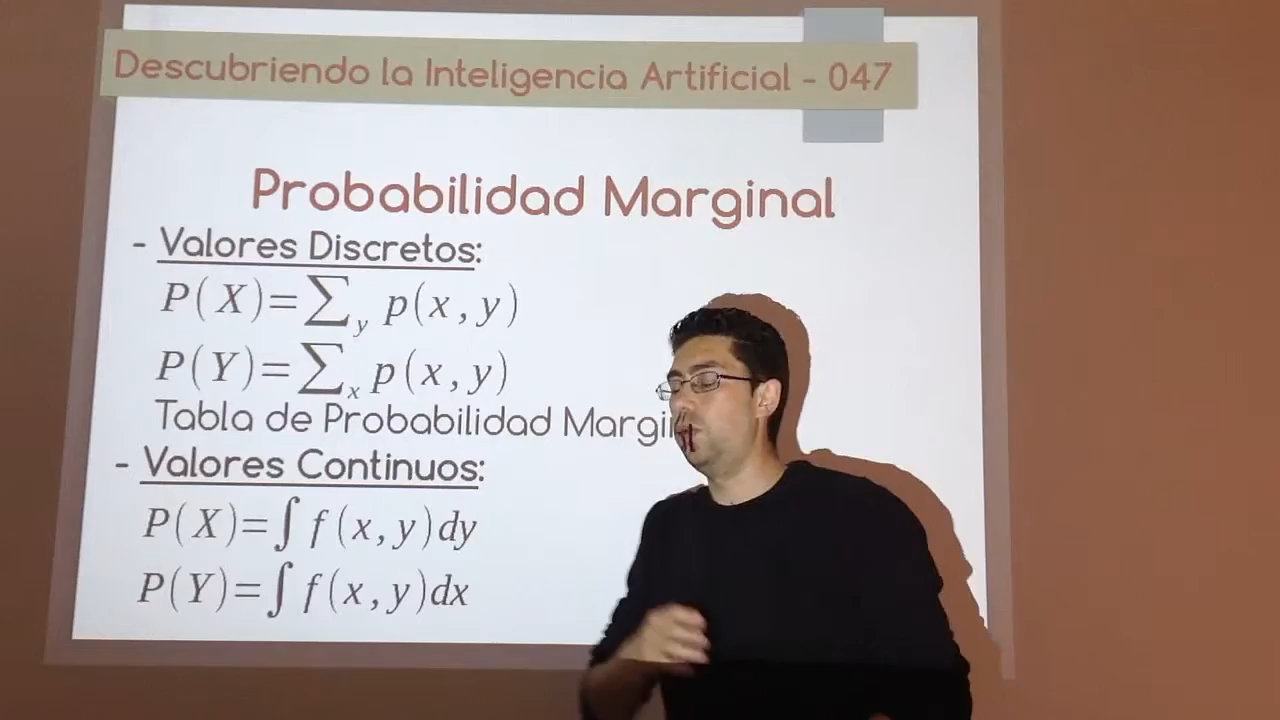 Descubriendo la Inteligencia Artificial - 047
Probabilidad Marginal
- Valores Discretos:
P(X)=∑y p(x,y)
P(Y)=∑x p(x,y)
Tabla de Probabilidad
- Valores Continuos:
P(X)=∫f(x,y)dy
P(Y)=∫f(x,y)dx